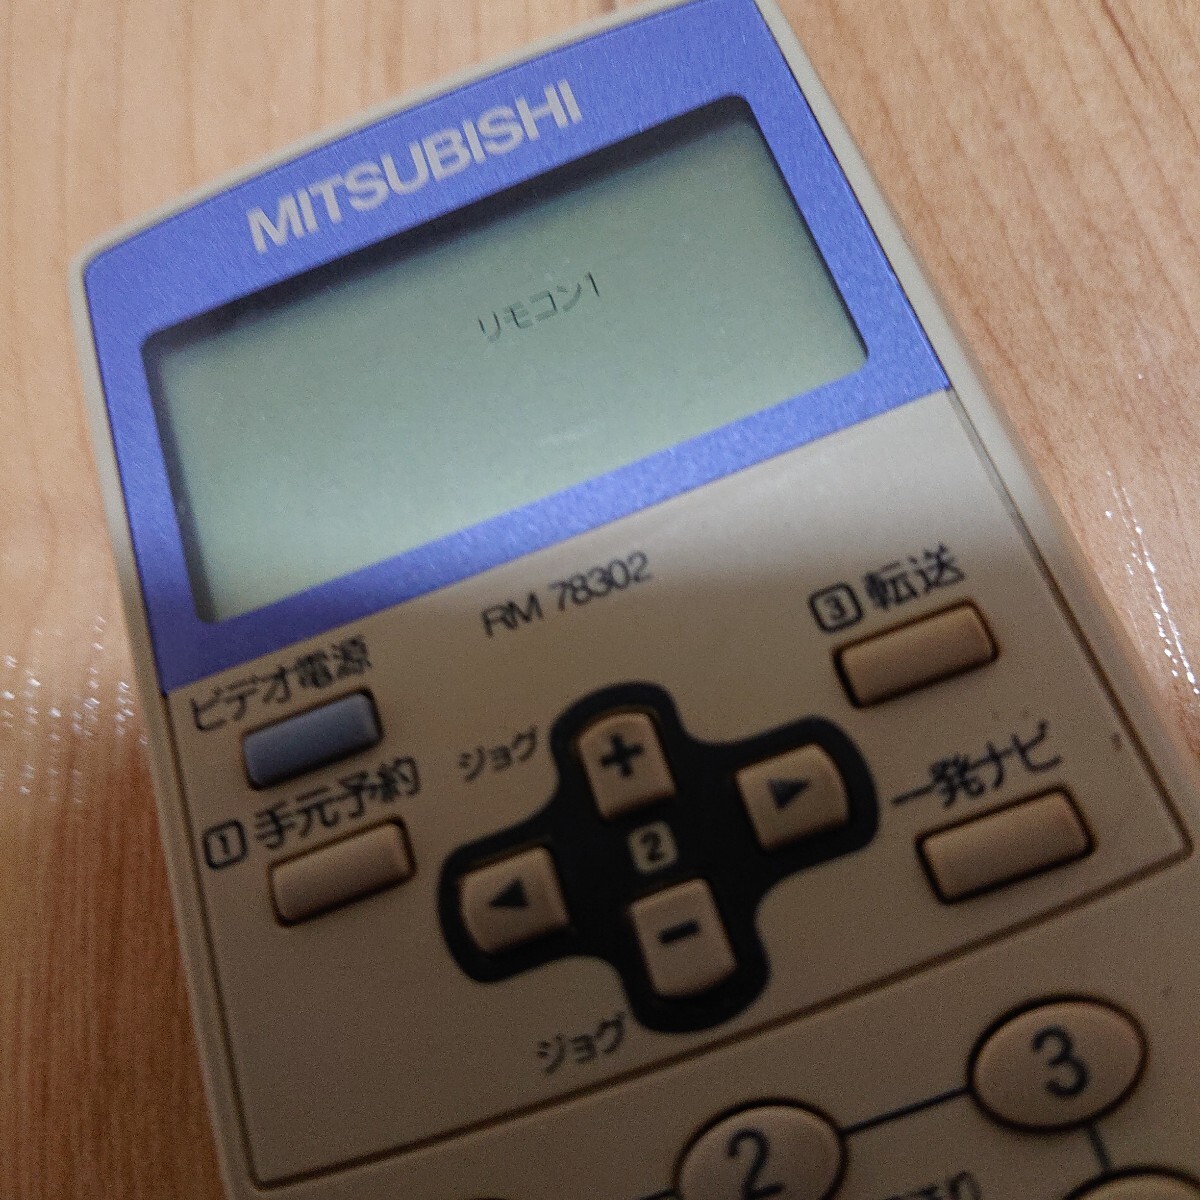 MITSUBISHI
リモコン1
RM 78302
ビデオ電源
3 転送
ジョグ
+
1 手元予約
一発ナビ
◀ 2 ▶
−
ジョグ
3
2